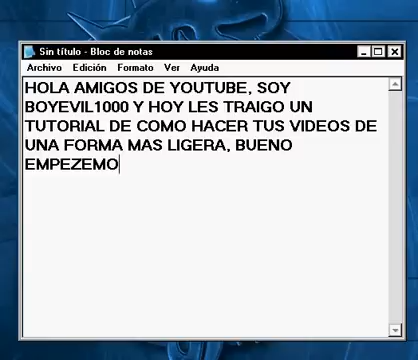 Sin título - Bloc de notas
Archivo Edición Formato Ver Ayuda
HOLA AMIGOS DE YOUTUBE, SOY
BOYEVIL1000 Y HOY LES TRAIGO UN
TUTORIAL DE COMO HACER TUS VIDEOS DE
UNA FORMA MAS LIGERA, BUENO
EMPEZEMO